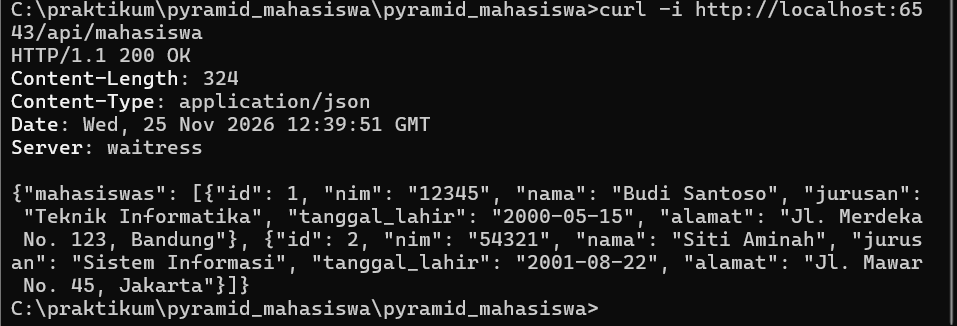 C:\praktikum\pyramid_mahasiswa\pyramid_mahasiswa>curl -i http://localhost:65
43/api/mahasiswa
HTTP/1.1 200 OK
Content-Length: 324
Content-Type: application/json
Date: Wed, 25 Nov 2026 12:39:51 GMT
Server: waitress

{"mahasiswas": [{"id": 1, "nim": "12345", "nama": "Budi Santoso", "jurusan":
 "Teknik Informatika", "tanggal_lahir": "2000-05-15", "alamat": "Jl. Merdeka
 No. 123, Bandung"}, {"id": 2, "nim": "54321", "nama": "Siti Aminah", "jurus
an": "Sistem Informasi", "tanggal_lahir": "2001-08-22", "alamat": "Jl. Mawar
 No. 45, Jakarta"}]}
C:\praktikum\pyramid_mahasiswa\pyramid_mahasiswa>